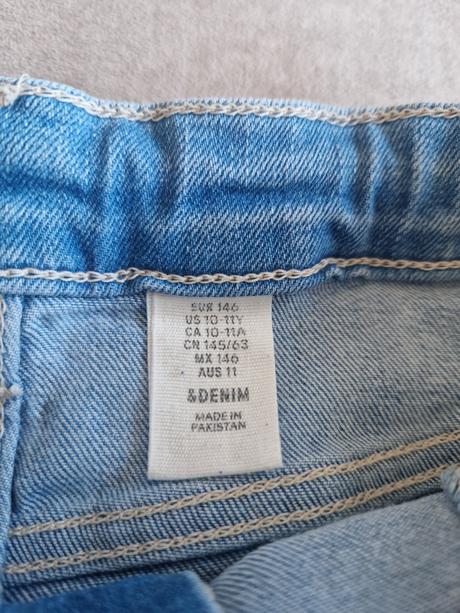 EUR 146
US 10-11Y
CA 10-11A
CN 145/63
MX 146
AUS 11
&DENIM
MADE IN
PAKISTAN